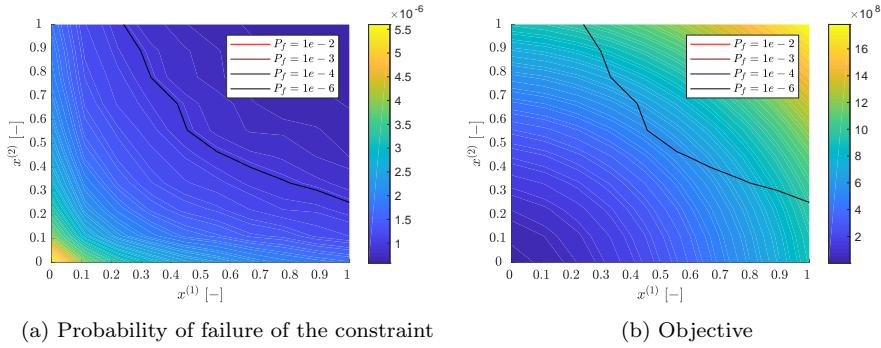 ×10⁻⁶
1
0.9
0.8
0.7
0.6
0.5
0.4
0.3
0.2
0.1
0
x⁽²⁾ [−]
P_f = 1e − 2
P_f = 1e − 3
P_f = 1e − 4
P_f = 1e − 6
5.5
5
4.5
4
3.5
3
2.5
2
1.5
1
0 0.1 0.2 0.3 0.4 0.5 0.6 0.7 0.8 0.9 1
x⁽¹⁾ [−]
(a) Probability of failure of the constraint
×10⁸
1
0.9
0.8
0.7
0.6
0.5
0.4
0.3
0.2
0.1
0
x⁽²⁾ [−]
P_f = 1e − 2
P_f = 1e − 3
P_f = 1e − 4
P_f = 1e − 6
16
14
12
10
8
6
4
2
0 0.1 0.2 0.3 0.4 0.5 0.6 0.7 0.8 0.9 1
x⁽¹⁾ [−]
(b) Objective